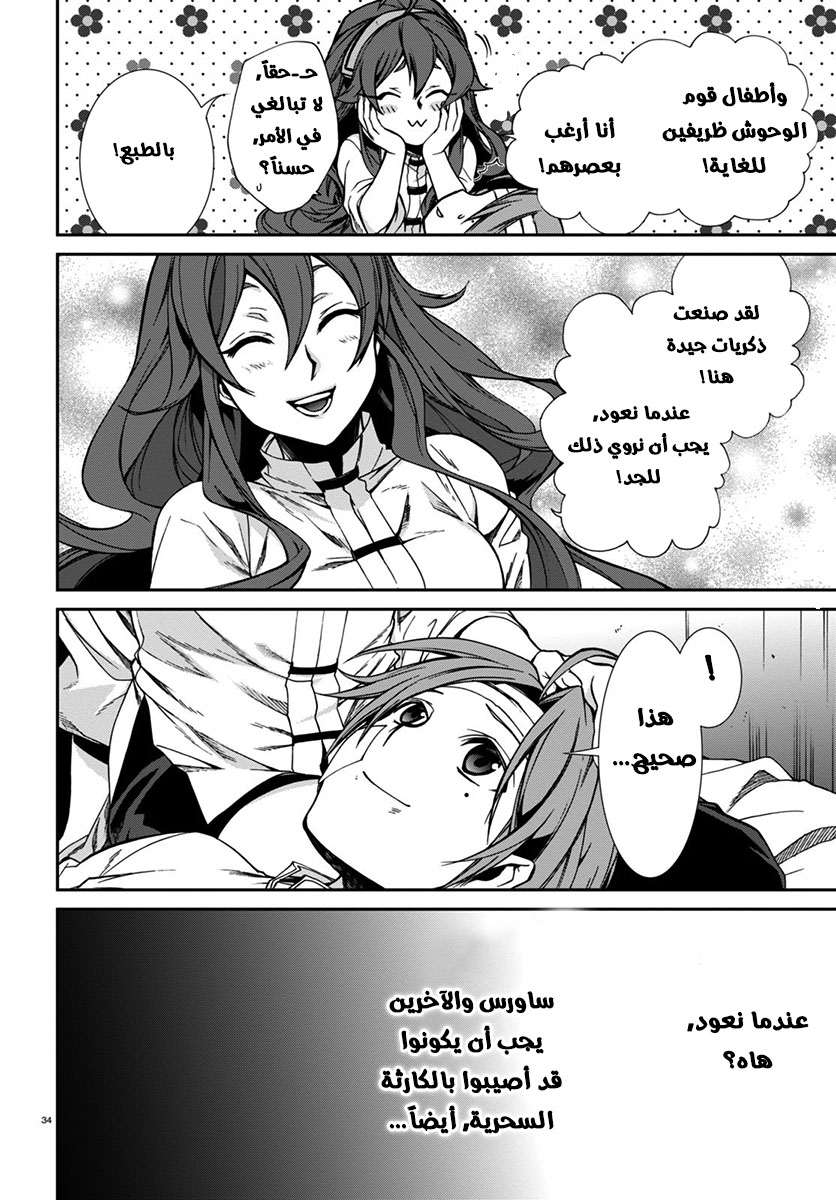 وأطفال قوم
الوحوش ظريفين
للغاية!
أنا أرغب
بعصرهم!
حـ-حقاً,
لا تبالغي
في الأمر,
حسناً؟
بالطبع!
لقد صنعت
ذكريات جيدة
هنا!
عندما نعود,
يجب أن نروي ذلك
للجد!
!
هذا
صحيح...
عندما نعود,
هاه؟
ساورس والآخرين
يجب أن يكونوا
قد أصيبوا بالكارثة
السحرية, أيضاً...
34